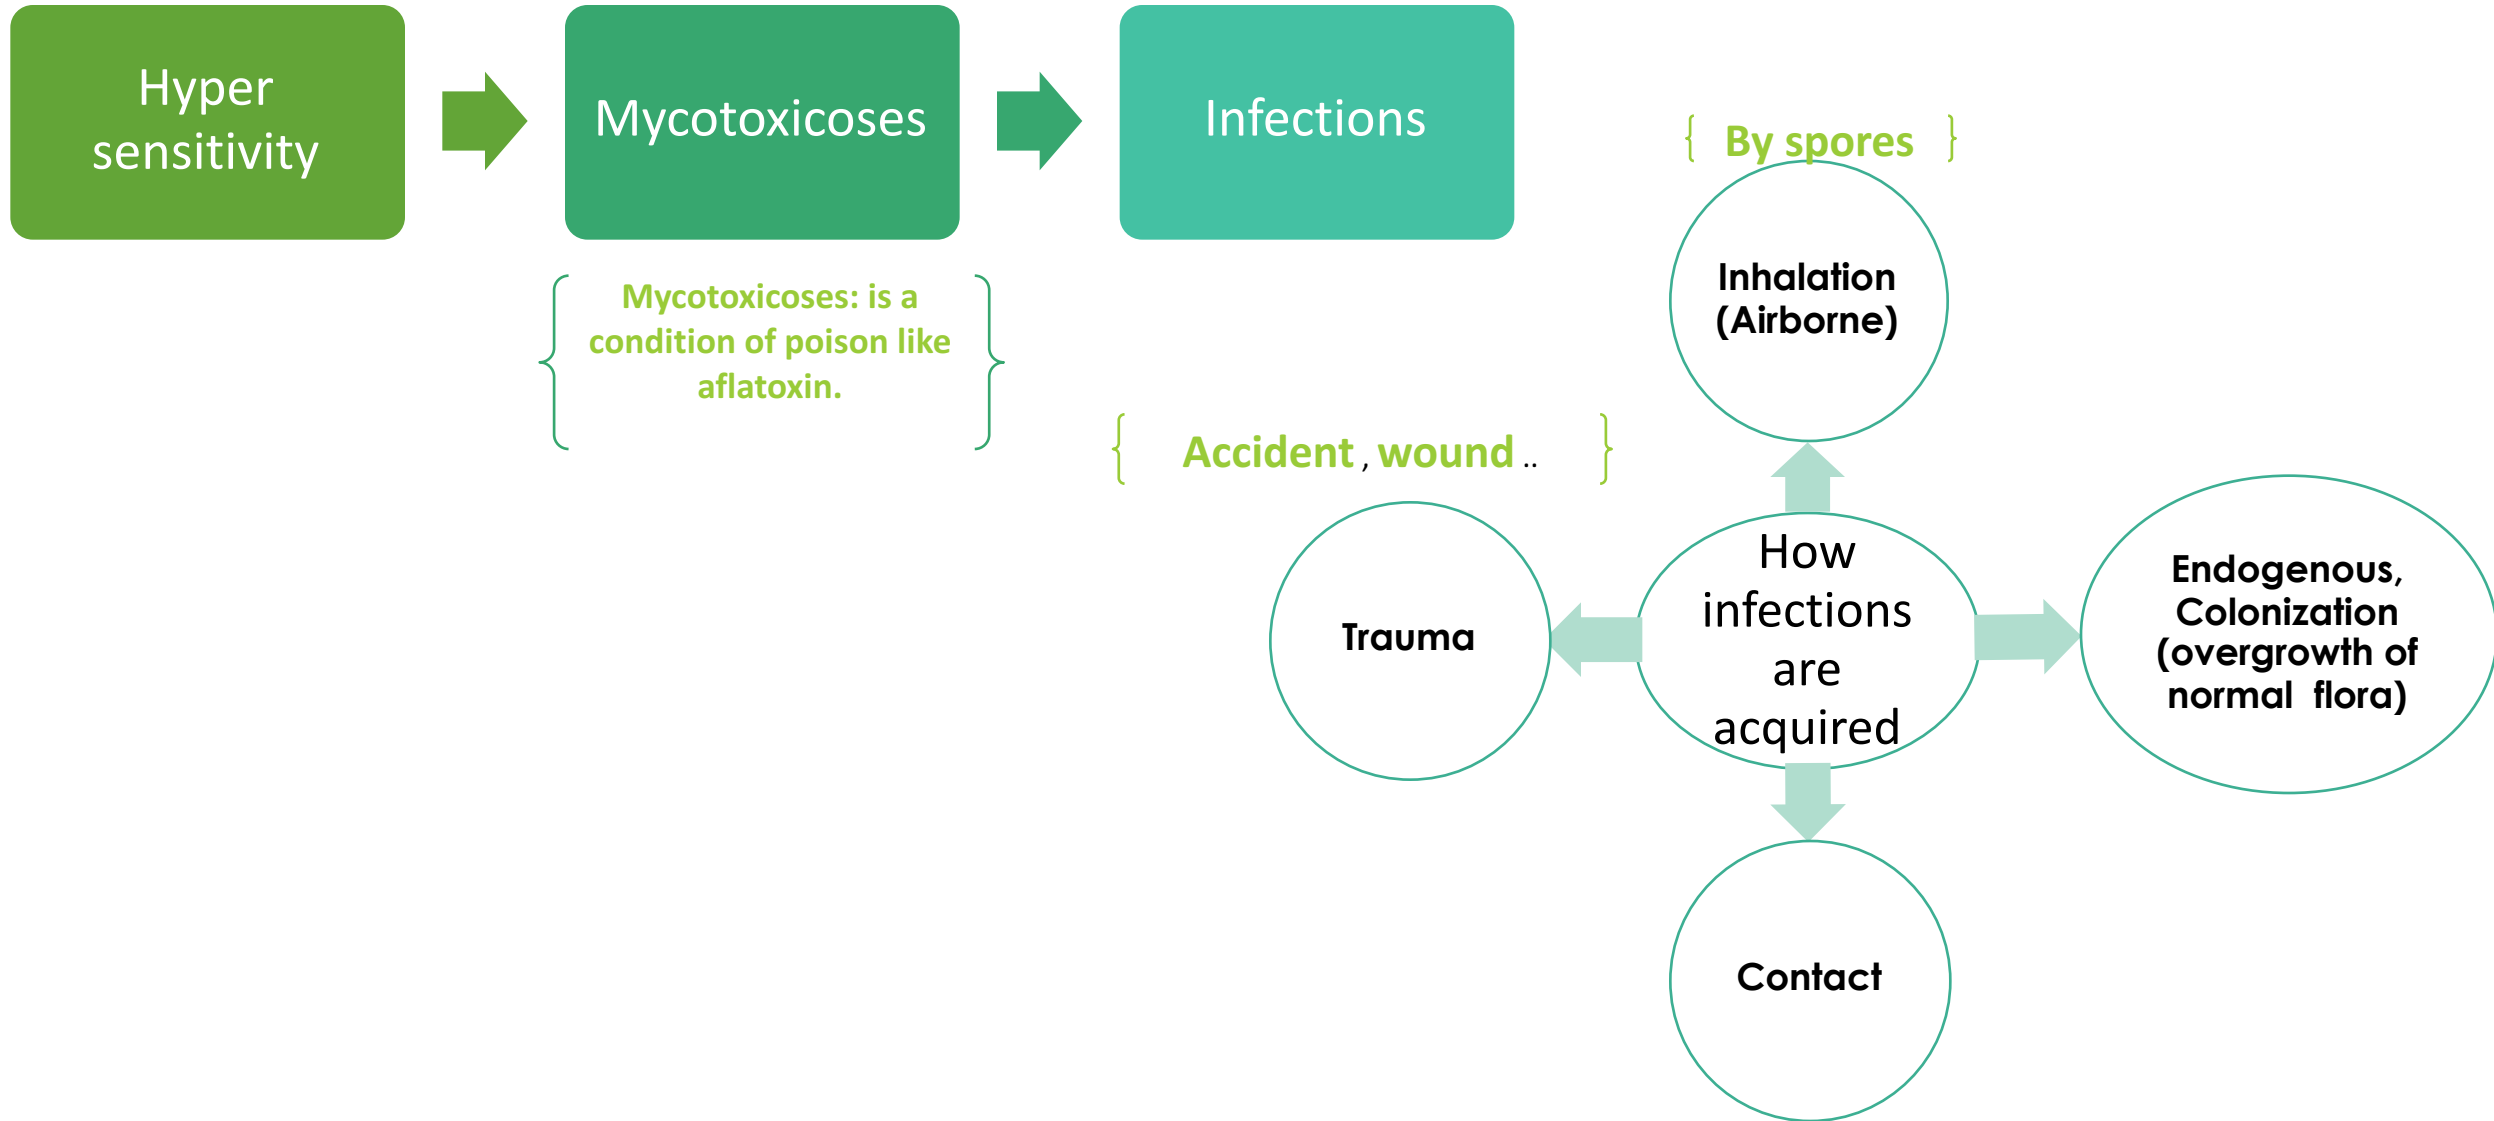 Hyper
sensitivity
Mycotoxicoses
Infections
Mycotoxicoses: is a
condition of poison like
aflatoxin.
{ By spores }
Inhalation
(Airborne)
{ Accident , wound .. }
Trauma
How
infections
are
acquired
Endogenous,
Colonization
(overgrowth of
normal flora)
Contact